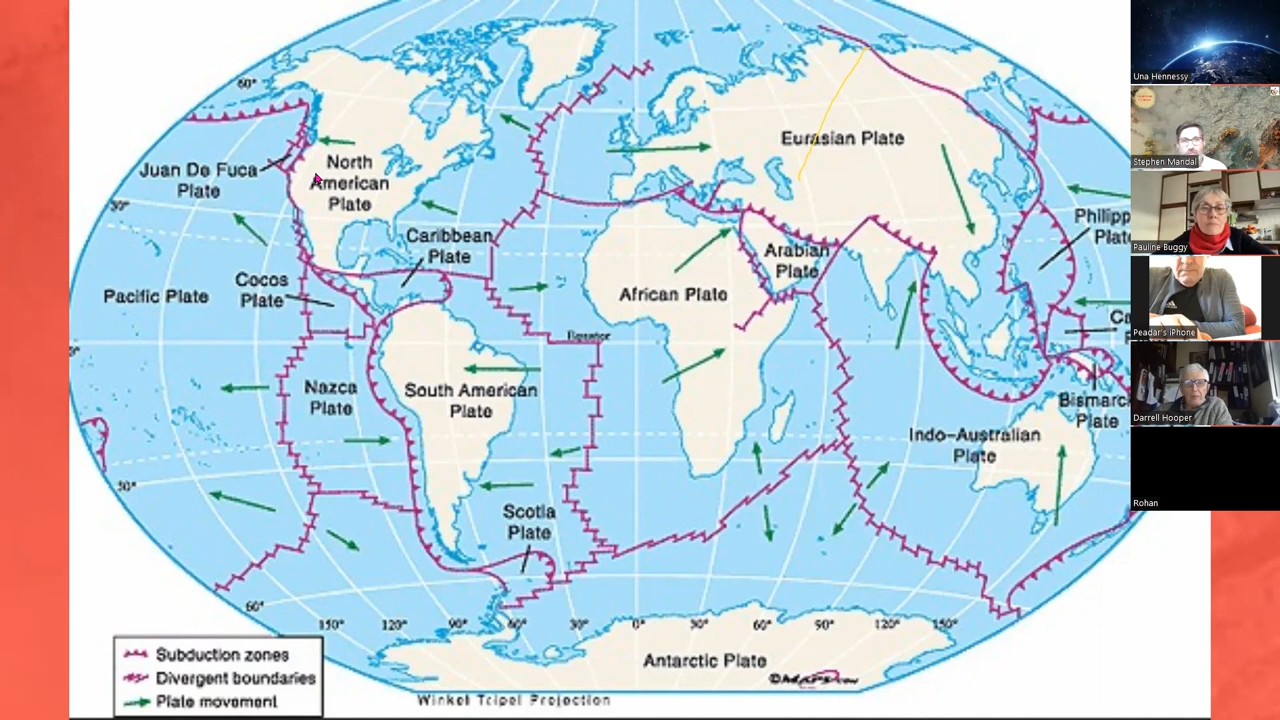 60°
Juan De Fuca
Plate
North
American
Plate
Eurasian Plate
30°
Philipp
Plate
Caribbean
Plate
Arabian
Plate
Cocos
Plate
Pacific Plate
African Plate
Equator
0°
Nazca
Plate
South American
Plate
Bismarck
Plate
Indo-Australian
Plate
30°
Scotia
Plate
60°
150°
120°
90°
60°
30°
0°
30°
60°
90°
120°
150°
Antarctic Plate
Subduction zones
Divergent boundaries
Plate movement
Winkel Tripel Projection
Una Hennessy
Stephen Mandal
Pauline Buggy
Peadar's iPhone
Darrell Hooper
Rohan